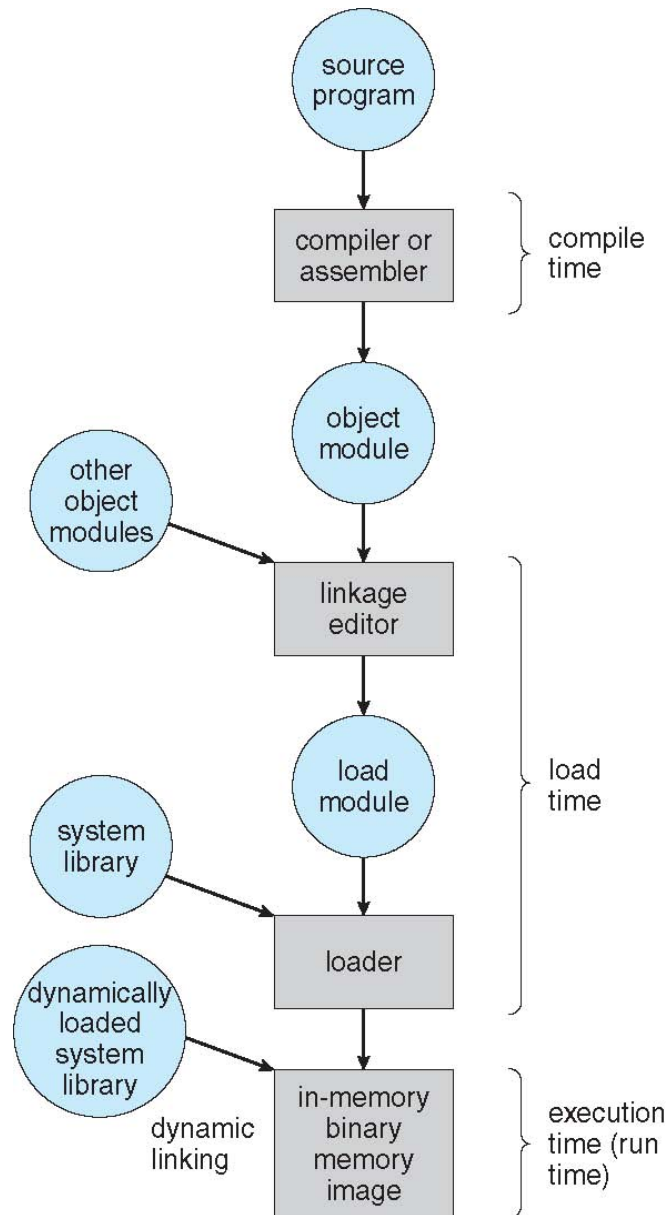 source
program
compiler or
assembler
compile
time
object
module
other
object
modules
linkage
editor
load
module
load
time
system
library
loader
dynamically
loaded
system
library
dynamic
linking
in-memory
binary
memory
image
execution
time (run
time)